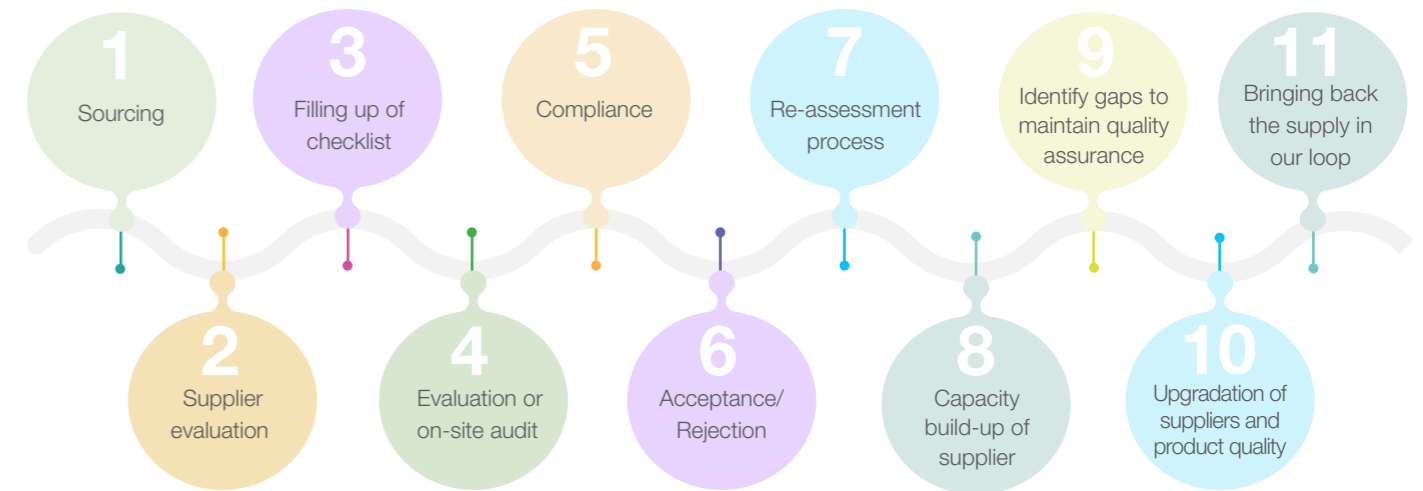 1
Sourcing
2
Supplier
evaluation
3
Filling up of
checklist
4
Evaluation or
on-site audit
5
Compliance
6
Acceptance/
Rejection
7
Re-assessment
process
8
Capacity
build-up of
supplier
9
Identify gaps to
maintain quality
assurance
10
Upgradation of
suppliers and
product quality
11
Bringing back
the supply in
our loop